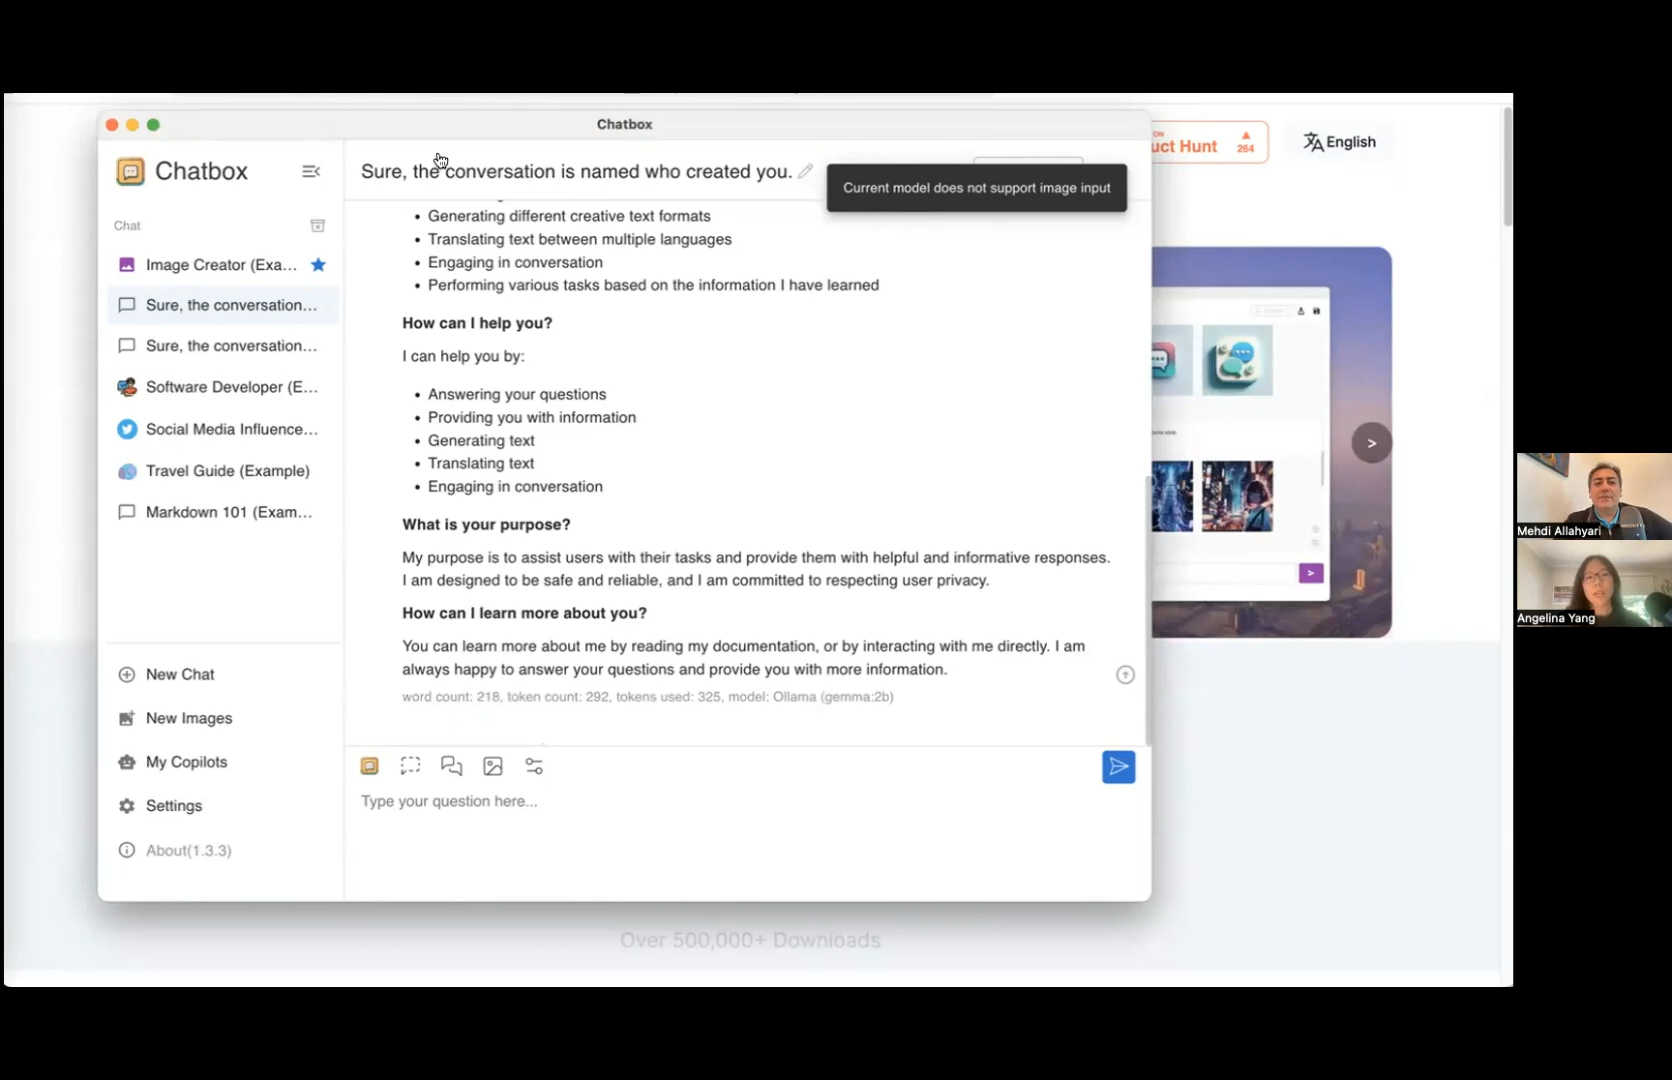 Chatbox
ON
uct Hunt
264
English
Chatbox
Sure, the conversation is named who created you.
Current model does not support image input
Chat
Image Creator (Exa...
Sure, the conversation...
Sure, the conversation...
Software Developer (E...
Social Media Influence...
Travel Guide (Example)
Markdown 101 (Exam...
New Chat
New Images
My Copilots
Settings
About(1.3.3)
• Generating different creative text formats
• Translating text between multiple languages
• Engaging in conversation
• Performing various tasks based on the information I have learned
How can I help you?
I can help you by:
• Answering your questions
• Providing you with information
• Generating text
• Translating text
• Engaging in conversation
What is your purpose?
My purpose is to assist users with their tasks and provide them with helpful and informative responses.
I am designed to be safe and reliable, and I am committed to respecting user privacy.
How can I learn more about you?
You can learn more about me by reading my documentation, or by interacting with me directly. I am
always happy to answer your questions and provide you with more information.
word count: 218, token count: 292, tokens used: 325, model: Ollama (gemma:2b)
Type your question here...
Over 500,000+ Downloads
Mehdi Allahyari
Angelina Yang